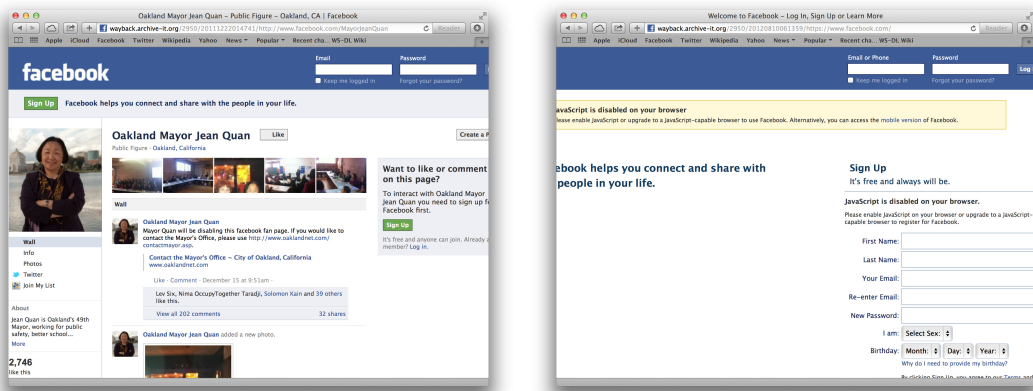 Oakland Mayor Jean Quan - Public Figure - Oakland, CA | Facebook
wayback.archive-it.org/2950/20111222014741/http://www.facebook.com/MayorJeanQuan
Reader
Apple iCloud Facebook Twitter Wikipedia Yahoo News Popular Recent cha... WS-DL Wiki
facebook
Email Password
Keep me logged in Forgot your password?
Sign Up Facebook helps you connect and share with the people in your life.
Oakland Mayor Jean Quan Like
Create a
Public Figure · Oakland, California
Wall
Oakland Mayor Jean Quan
Mayor Quan will be disabling this facebook fan page. If you would like to
contact the Mayor's Office, please use http://www.oaklandnet.com/
contactmayor.asp.
Contact the Mayor's Office ~ City of Oakland, California
www.oaklandnet.com
Like · Comment · December 15 at 9:51am ·
Lev Six, Nima OccupyTogether Taradji, Solomon Kain and 39 others
like this.
View all 202 comments 32 shares
Oakland Mayor Jean Quan added a new photo.
Wall
Info
Photos
Twitter
Join My List
About
Jean Quan is Oakland's 49th
Mayor, working for public
safety, better school...
More
2,746
like this
Want to like or comment
on this page?
To interact with Oakland Mayor
Jean Quan you need to sign up
Facebook first.
Sign Up
It's free and anyone can join. Already
member? Log in.
Welcome to Facebook - Log In, Sign Up or Learn More
wayback.archive-it.org/2950/20120810061359/https://www.facebook.com/
Reader
Apple iCloud Facebook Twitter Wikipedia Yahoo News Popular Recent cha... WS-DL Wiki
Email or Phone Password
Log
Keep me logged in Forgot your password?
JavaScript is disabled on your browser
Please enable JavaScript or upgrade to a JavaScript-capable browser to use Facebook. Alternatively, you can access the mobile version of Facebook.
ebook helps you connect and share with
people in your life.
Sign Up
It's free and always will be.
JavaScript is disabled on your browser.
Please enable JavaScript on your browser or upgrade to a JavaScript-
capable browser to register for Facebook.
First Name:
Last Name:
Your Email:
Re-enter Email:
New Password:
I am: Select Sex:
Birthday: Month: Day: Year:
Why do I need to provide my birthday?
By clicking Sign Up, you agree to our Terms and